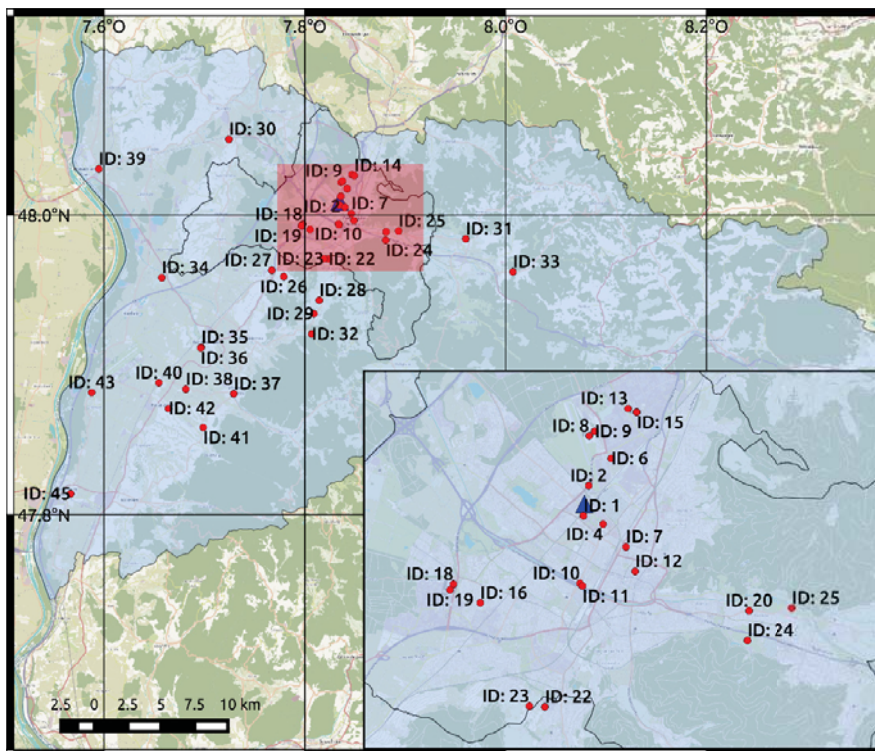 7.6°O 7.8°O 8.0°O 8.2°O
ID: 30
ID: 39
ID: 9 ID: 14
ID: 2 ID: 7
48.0°N
ID: 18 ID: 25
ID: 19 ID: 10 ID: 31
ID: 24
ID: 27 ID: 23 ID: 22
ID: 34 ID: 33
ID: 26
ID: 28
ID: 29
ID: 32
ID: 35
ID: 36
ID: 40 ID: 38 ID: 37
ID: 43
ID: 42
ID: 41
ID: 45
47.8°N
ID: 13
ID: 15
ID: 8 ID: 9
ID: 6
ID: 2
ID: 1
ID: 4
ID: 7
ID: 12
ID: 18 ID: 10
ID: 19 ID: 16 ID: 11
ID: 20 ID: 25
ID: 24
ID: 23 ID: 22
2.5 0 2.5 5 7.5 10 km